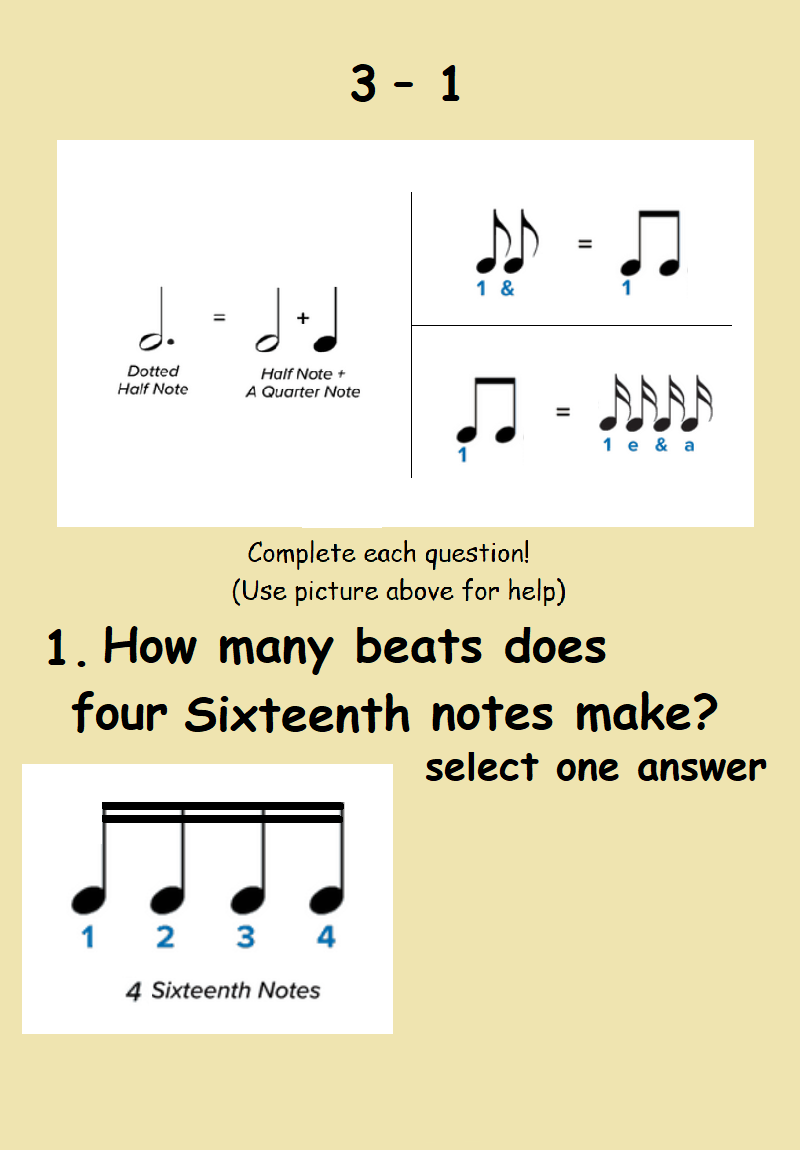 3 - 1
1 &
=
1
=
+
Dotted
Half Note
Half Note +
A Quarter Note
1
=
1 e & a
Complete each question!
(Use picture above for help)
1. How many beats does
four Sixteenth notes make?
select one answer
1 2 3 4
4 Sixteenth Notes